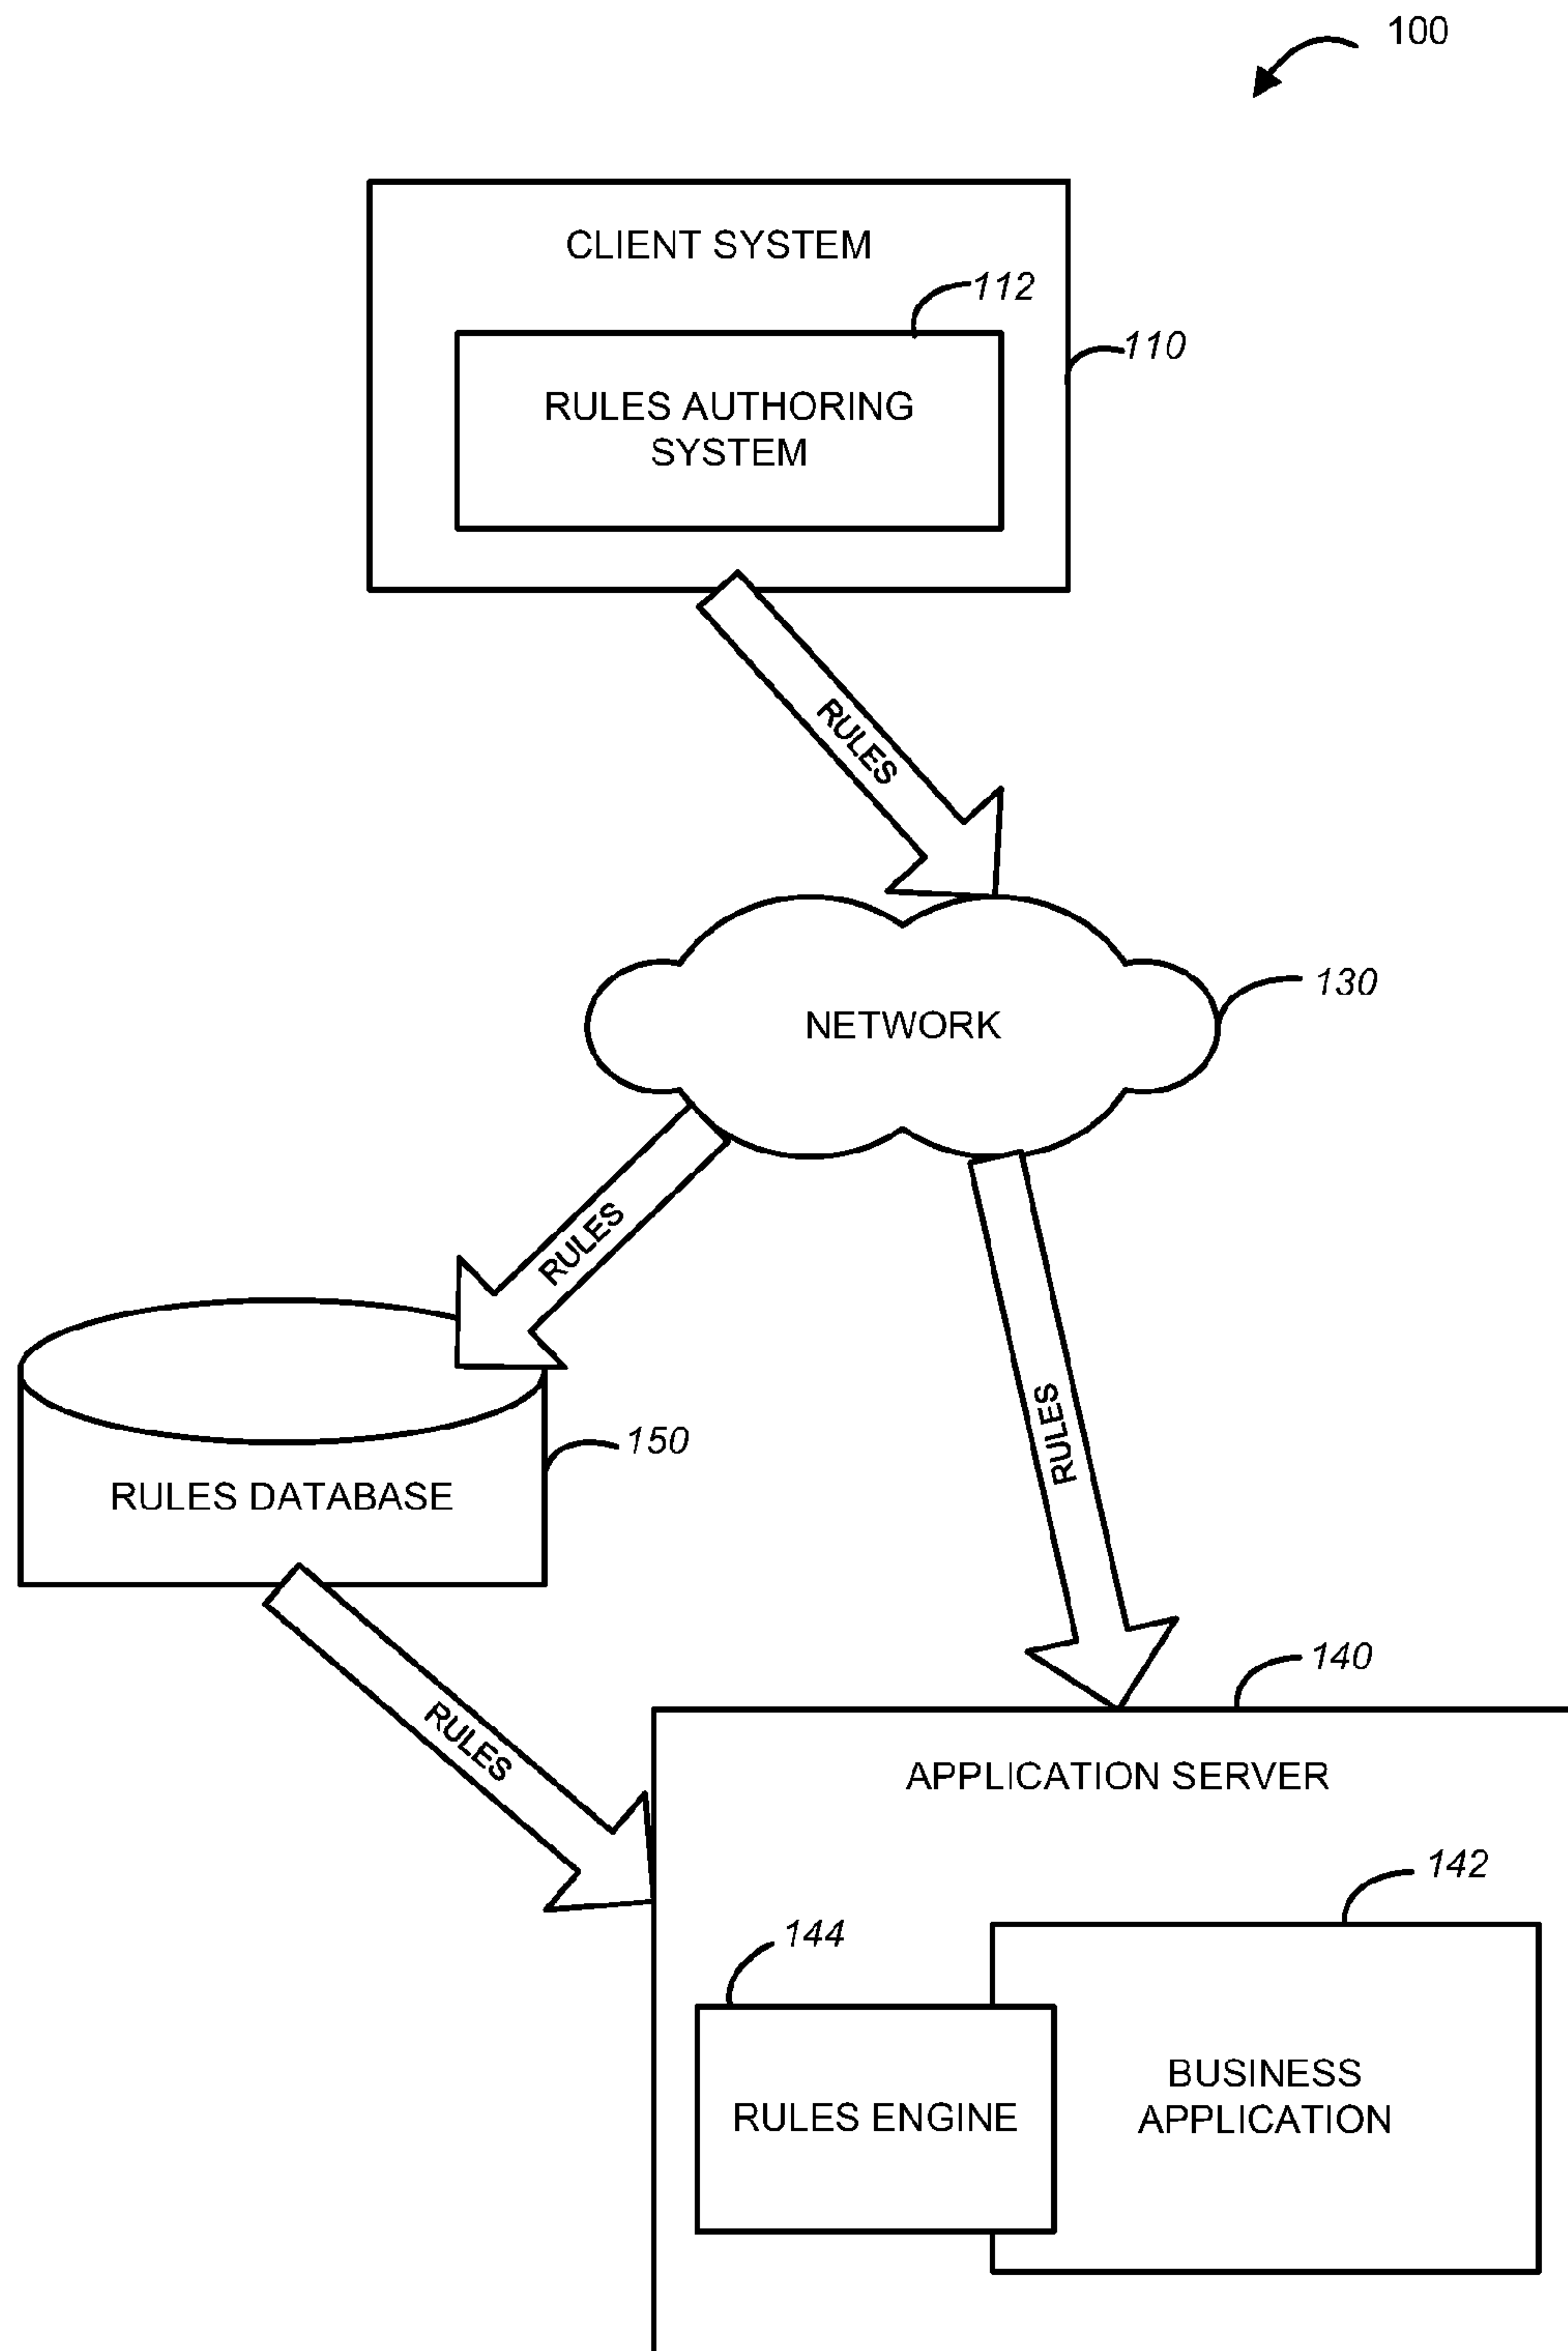 100
CLIENT SYSTEM
112
110
RULES AUTHORING
SYSTEM
RULES
130
NETWORK
RULES
RULES
150
RULES DATABASE
RULES
140
APPLICATION SERVER
142
144
BUSINESS
APPLICATION
RULES ENGINE